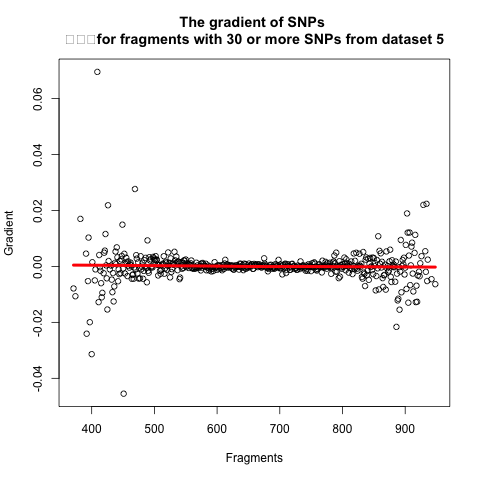 The gradient of SNPs
□□□for fragments with 30 or more SNPs from dataset 5
Gradient
0.06
0.04
0.02
0.00
-0.02
-0.04
400 500 600 700 800 900
Fragments